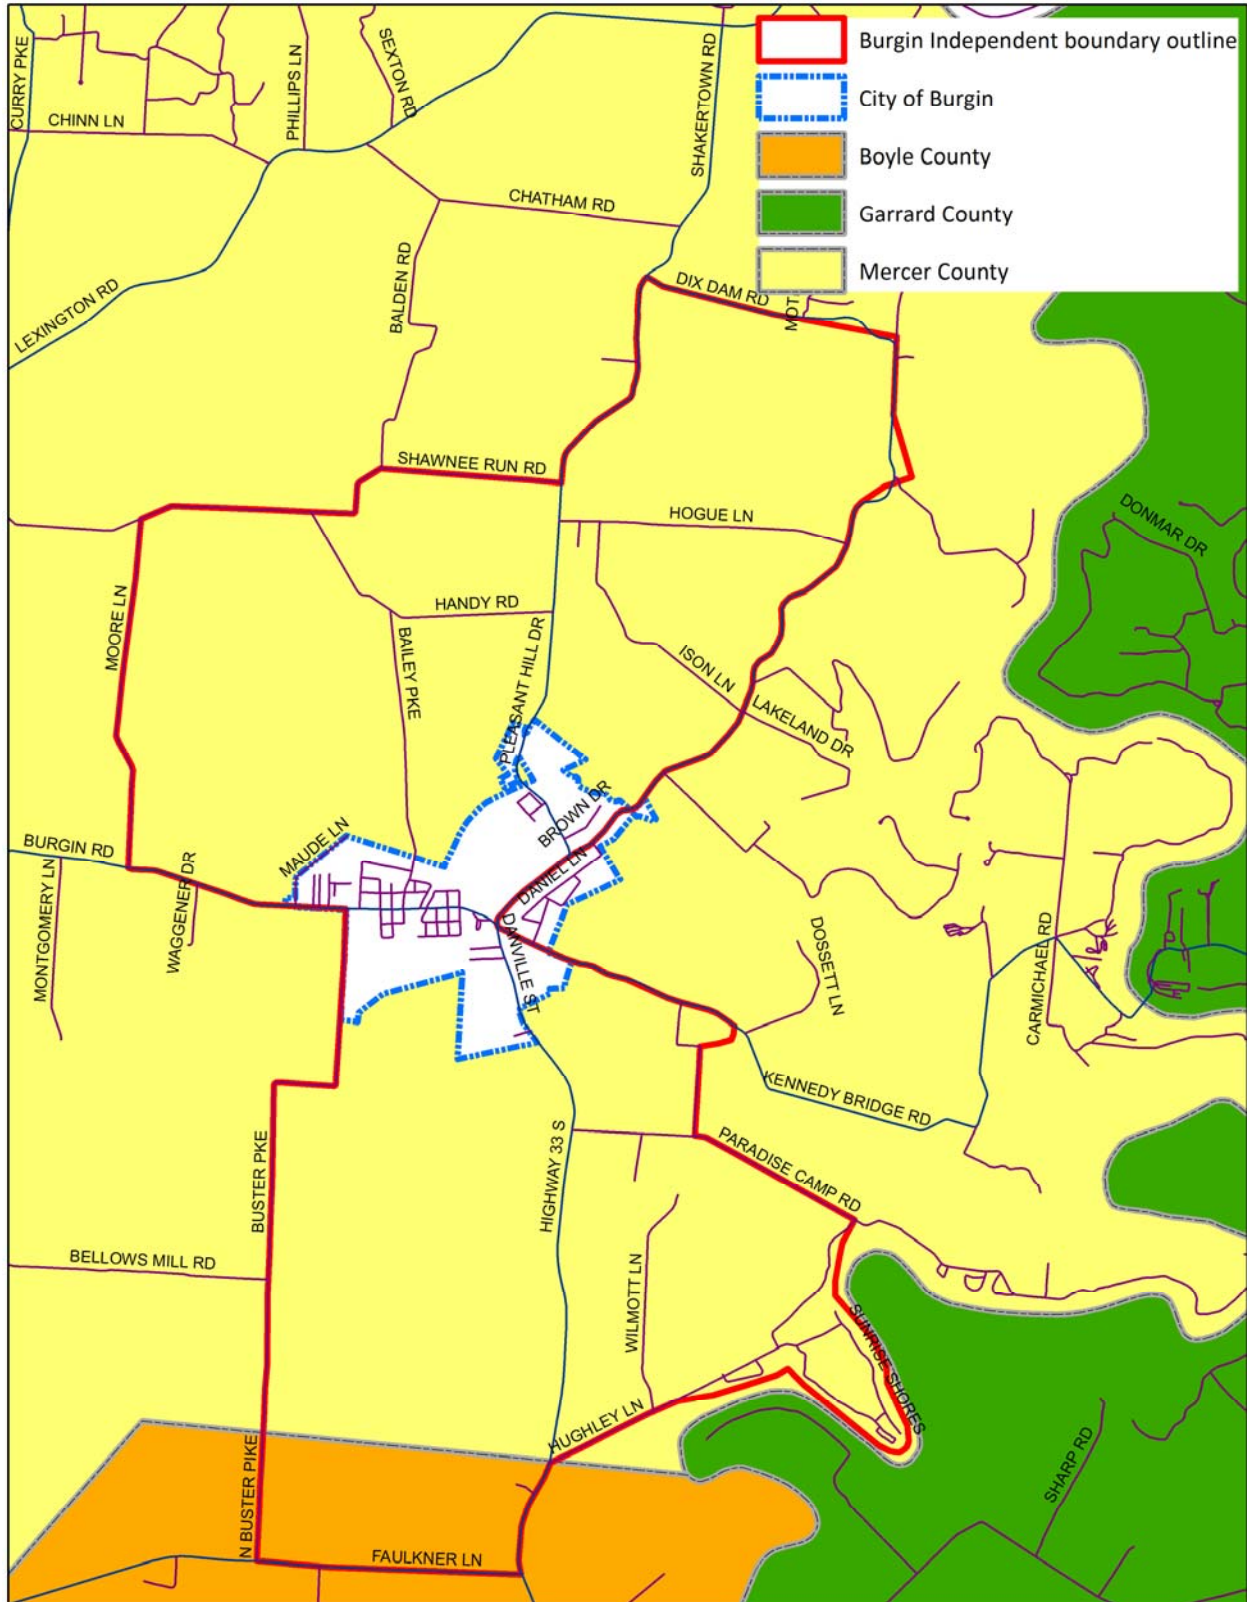 Burgin Independent boundary outline
City of Burgin
Boyle County
Garrard County
Mercer County
CURRY PKE
CHINN LN
PHILLIPS LN
SEXTON RD
SHAKERTOWN RD
CHATHAM RD
LEXINGTON RD
BALDEN RD
DIX DAM RD
MOT
SHAWNEE RUN RD
HOGUE LN
DONMAR DR
MOORE LN
HANDY RD
BAILEY PKE
PLEASANT HILL DR
ISON LN
LAKELAND DR
BURGIN RD
MAUDE LN
BROWN DR
DANIEL LN
MONTGOMERY LN
WAGGENER DR
DANVILLE ST
DOSSETT LN
CARMICHAEL RD
KENNEDY BRIDGE RD
HIGHWAY 33 S
PARADISE CAMP RD
BUSTER PKE
BELLOWS MILL RD
WILMOTT LN
SUNRISE SHORES
HUGHLEY LN
N BUSTER PIKE
FAULKNER LN
SHARP RD